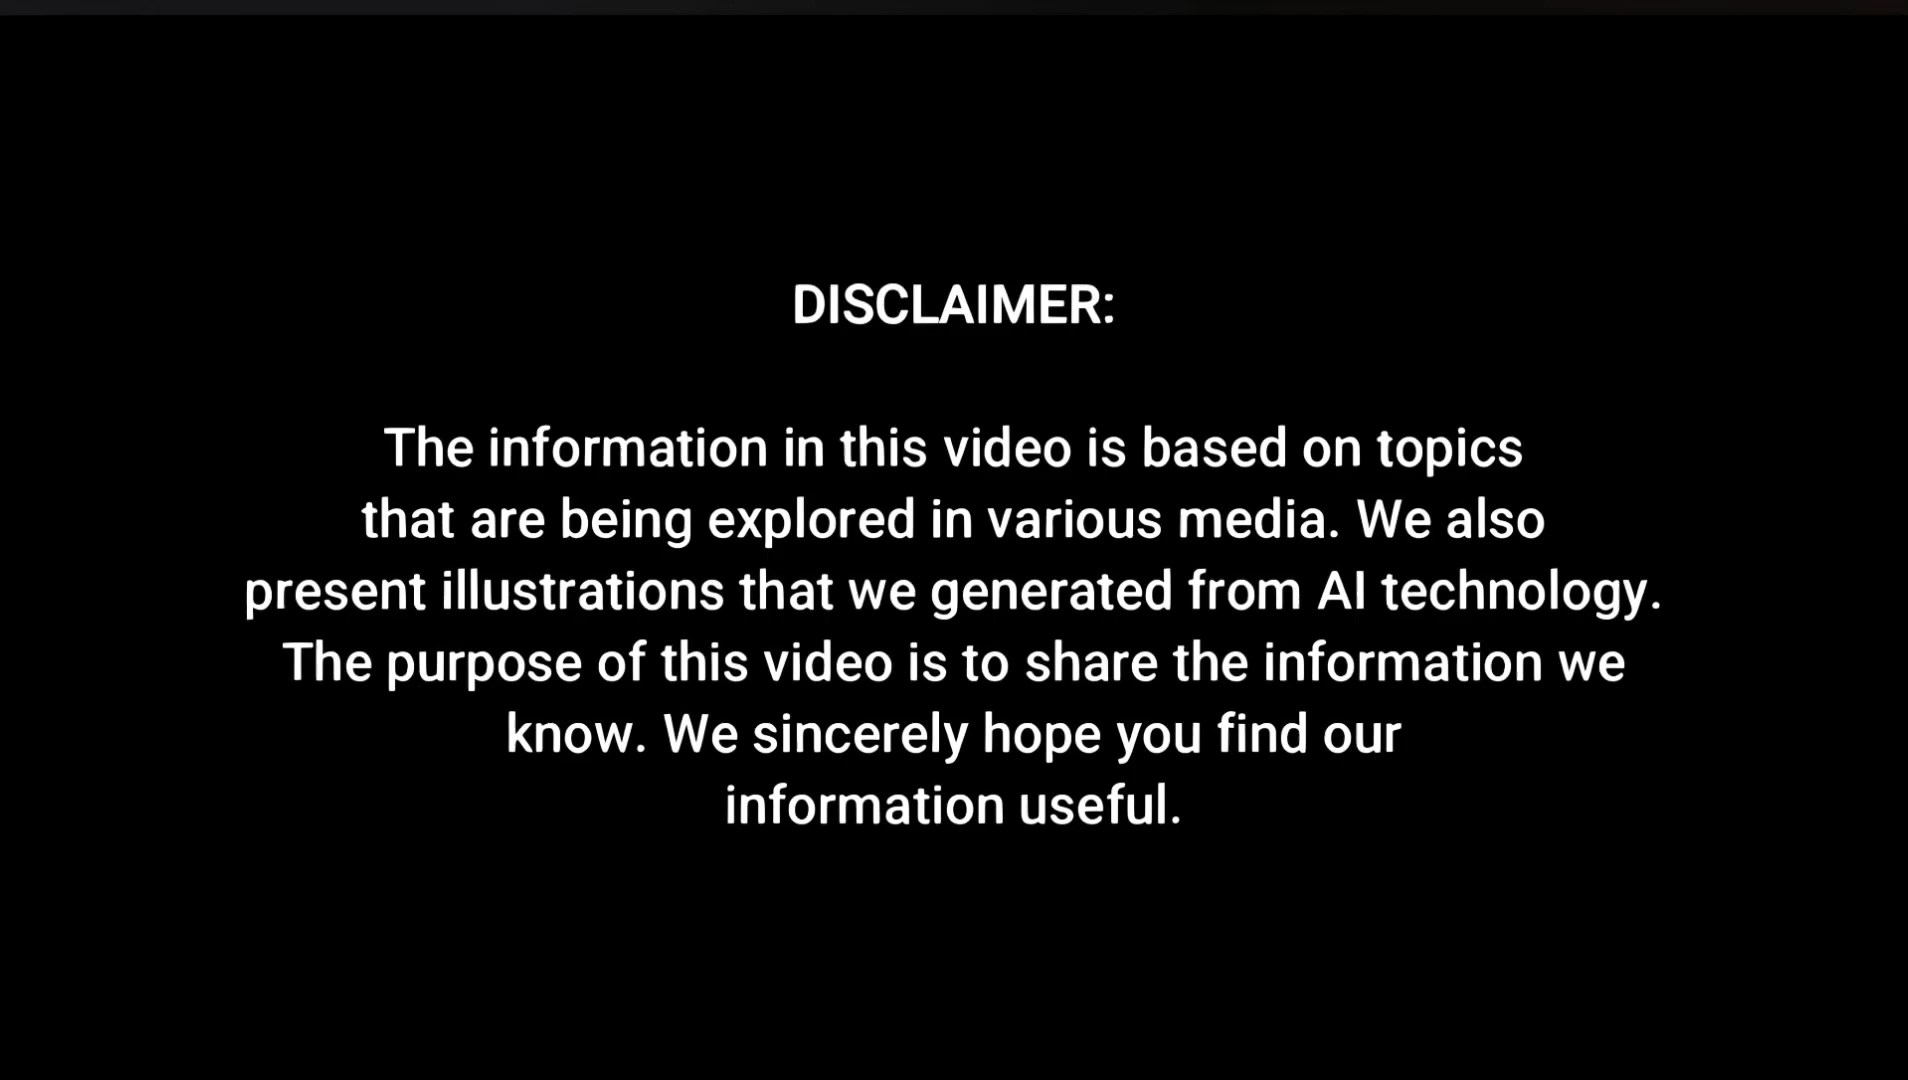 DISCLAIMER:
The information in this video is based on topics
that are being explored in various media. We also
present illustrations that we generated from AI technology.
The purpose of this video is to share the information we
know. We sincerely hope you find our
information useful.